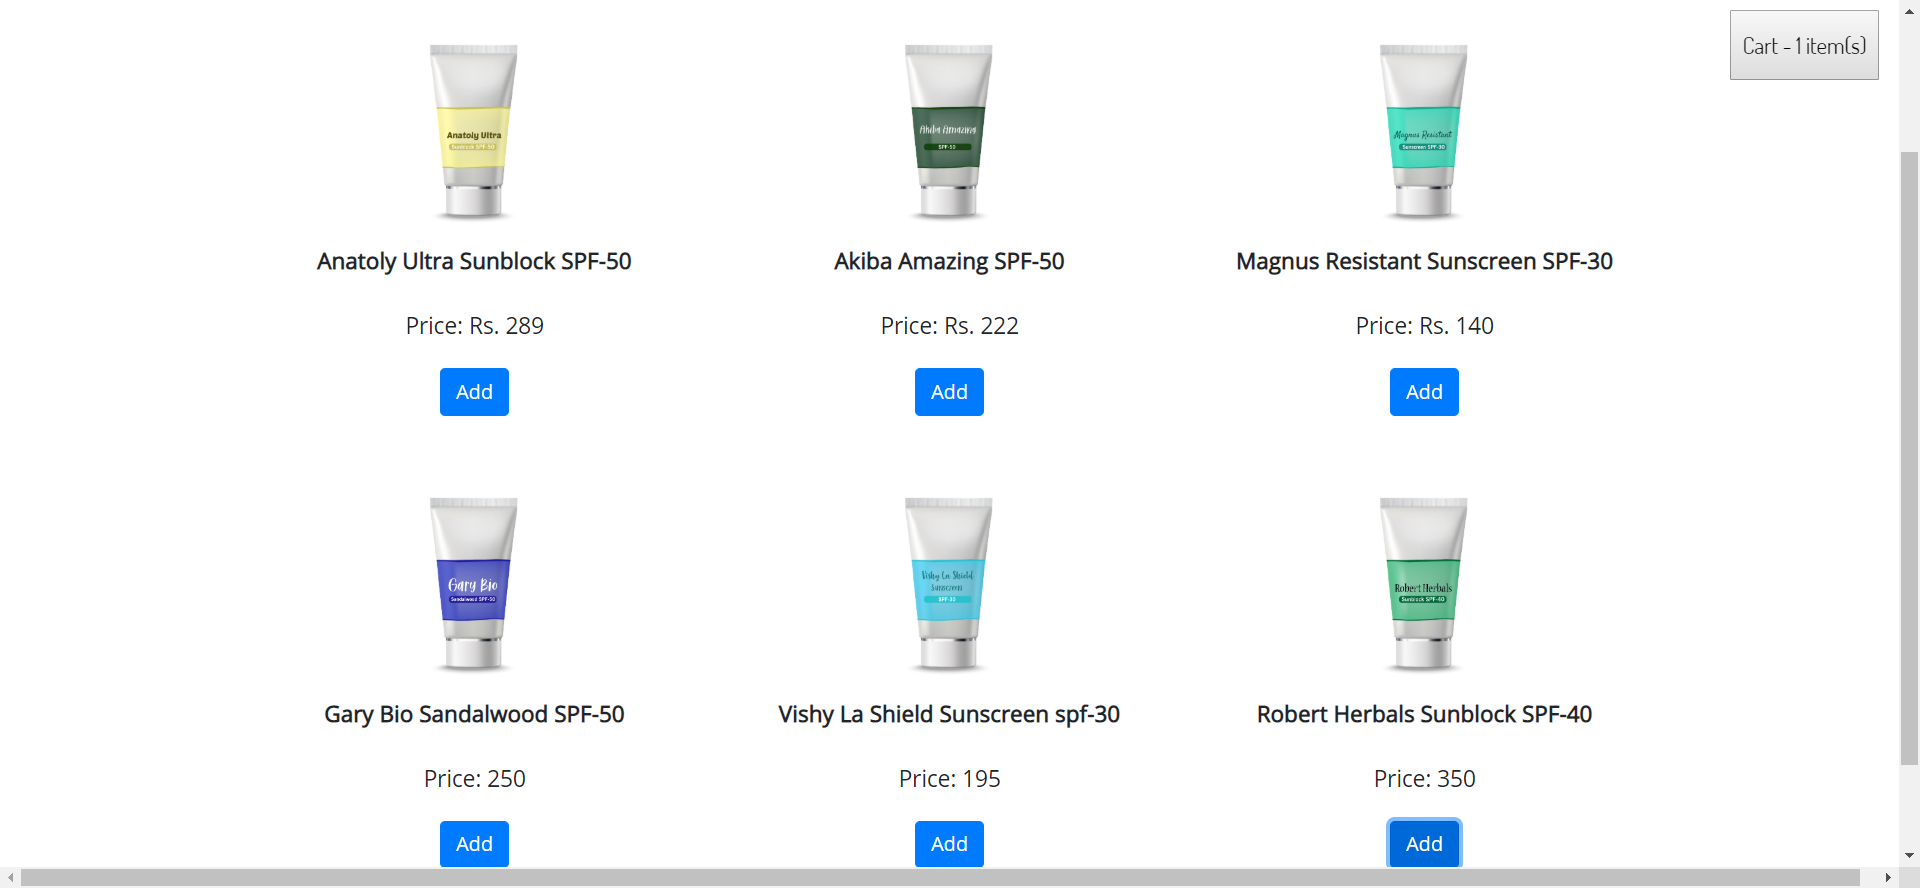 Cart - 1 item(s)
Anatoly Ultra
Sunblock SPF-50
Akiba Amazing
SPF-50
Magnus Resistant
Sunscreen SPF-30
Anatoly Ultra Sunblock SPF-50
Akiba Amazing SPF-50
Magnus Resistant Sunscreen SPF-30
Price: Rs. 289
Price: Rs. 222
Price: Rs. 140
Add
Add
Add
Gary Bio
Sandalwood SPF-50
Vishy La Shield
Sunscreen
SPF-30
Robert Herbals
Sunblock SPF-40
Gary Bio Sandalwood SPF-50
Vishy La Shield Sunscreen spf-30
Robert Herbals Sunblock SPF-40
Price: 250
Price: 195
Price: 350
Add
Add
Add